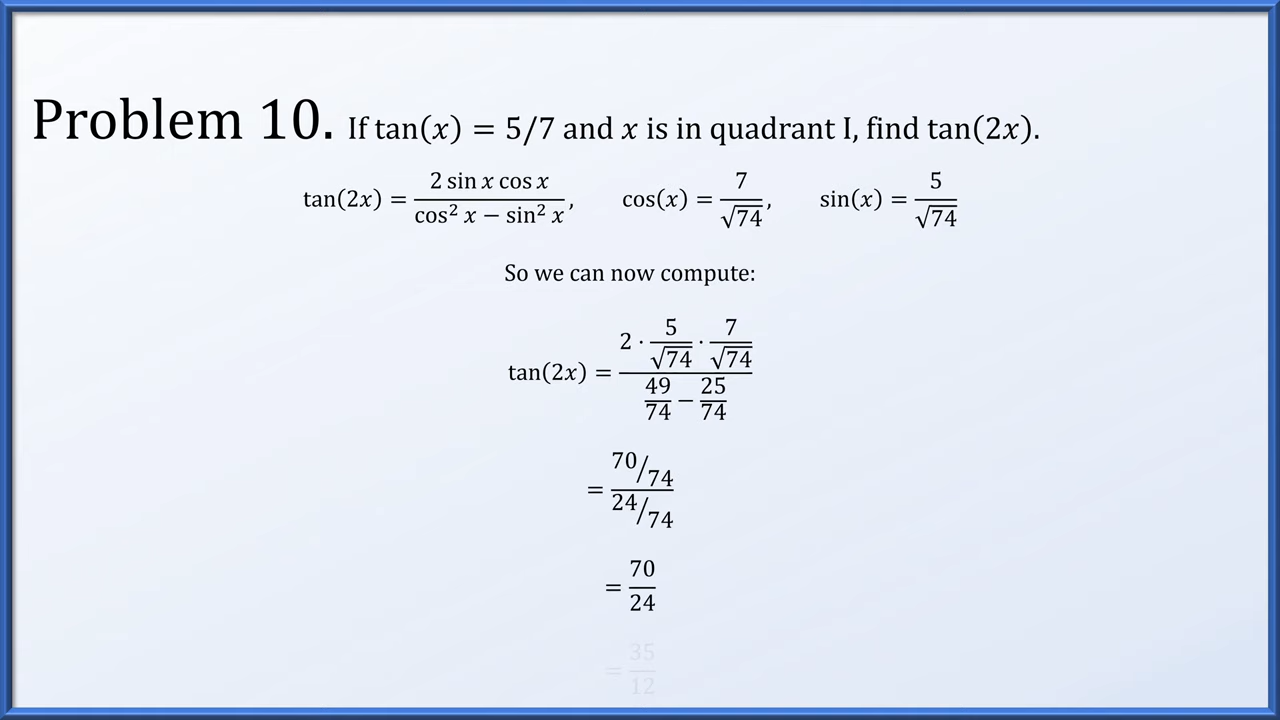 Problem 10. If tan(x) = 5/7 and x is in quadrant I, find tan(2x).
tan(2x) = (2 sin x cos x)/(cos² x − sin² x), cos(x) = 7/√74, sin(x) = 5/√74
So we can now compute:
tan(2x) = (2 · 5/√74 · 7/√74)/(49/74 − 25/74)
= (70/74)/(24/74)
= 70/24
= 35/12